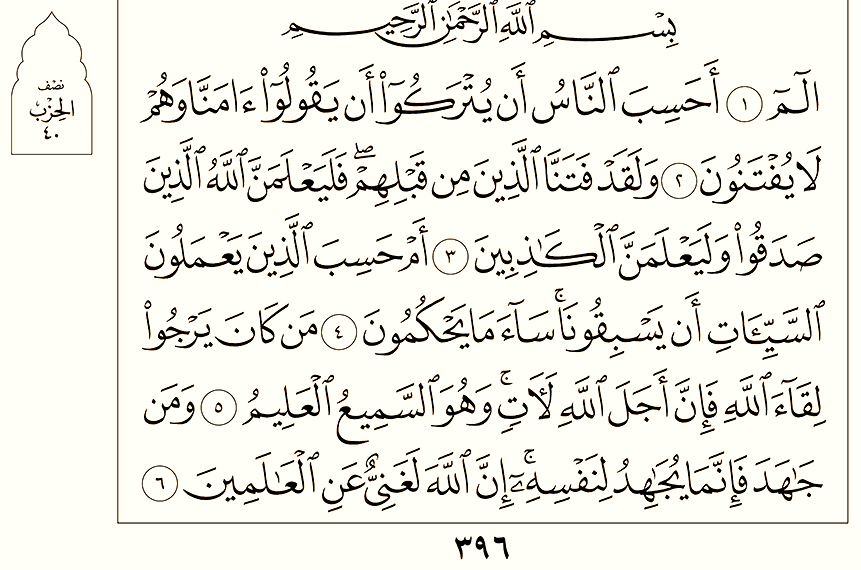 بِسْمِ ٱللَّهِ ٱلرَّحْمَـٰنِ ٱلرَّحِيمِ
نصف
الحزب
٤٠
الٓمٓ ١ أَحَسِبَ ٱلنَّاسُ أَن يُتْرَكُوٓا۟ أَن يَقُولُوٓا۟ ءَامَنَّا وَهُمْ
لَا يُفْتَنُونَ ٢ وَلَقَدْ فَتَنَّا ٱلَّذِينَ مِن قَبْلِهِمْ ۖ فَلَيَعْلَمَنَّ ٱللَّهُ ٱلَّذِينَ
صَدَقُوا۟ وَلَيَعْلَمَنَّ ٱلْكَـٰذِبِينَ ٣ أَمْ حَسِبَ ٱلَّذِينَ يَعْمَلُونَ
ٱلسَّيِّـَٔاتِ أَن يَسْبِقُونَا ۚ سَآءَ مَا يَحْكُمُونَ ٤ مَن كَانَ يَرْجُوا۟
لِقَآءَ ٱللَّهِ فَإِنَّ أَجَلَ ٱللَّهِ لَـَٔاتٍ ۚ وَهُوَ ٱلسَّمِيعُ ٱلْعَلِيمُ ٥ وَمَن
جَـٰهَدَ فَإِنَّمَا يُجَـٰهِدُ لِنَفْسِهِۦٓ ۚ إِنَّ ٱللَّهَ لَغَنِىٌّ عَنِ ٱلْعَـٰلَمِينَ ٦
٣٩٦